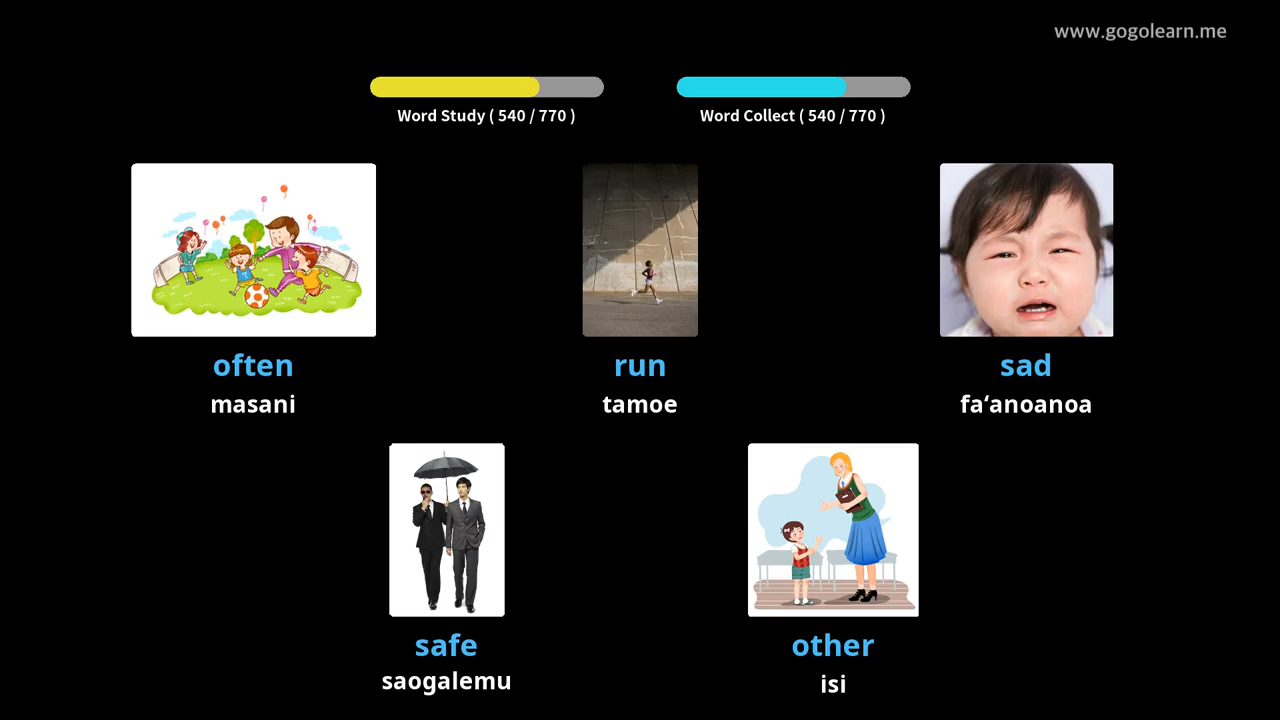 www.gogolearn.me
Word Study ( 540 / 770 )
Word Collect ( 540 / 770 )
often
masani
run
tamoe
sad
fa‘anoanoa
safe
saogalemu
other
isi